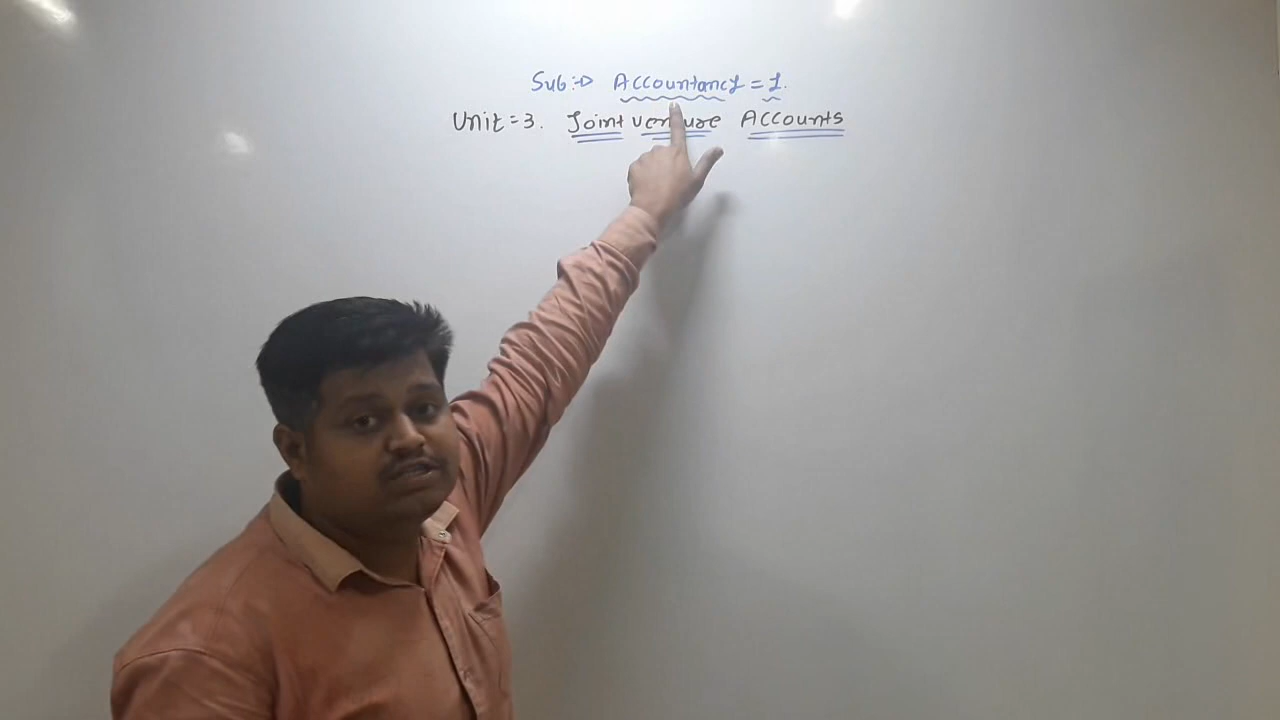 Sub:-> Accountancy = 1.
Unit = 3. Joint Venture Accounts